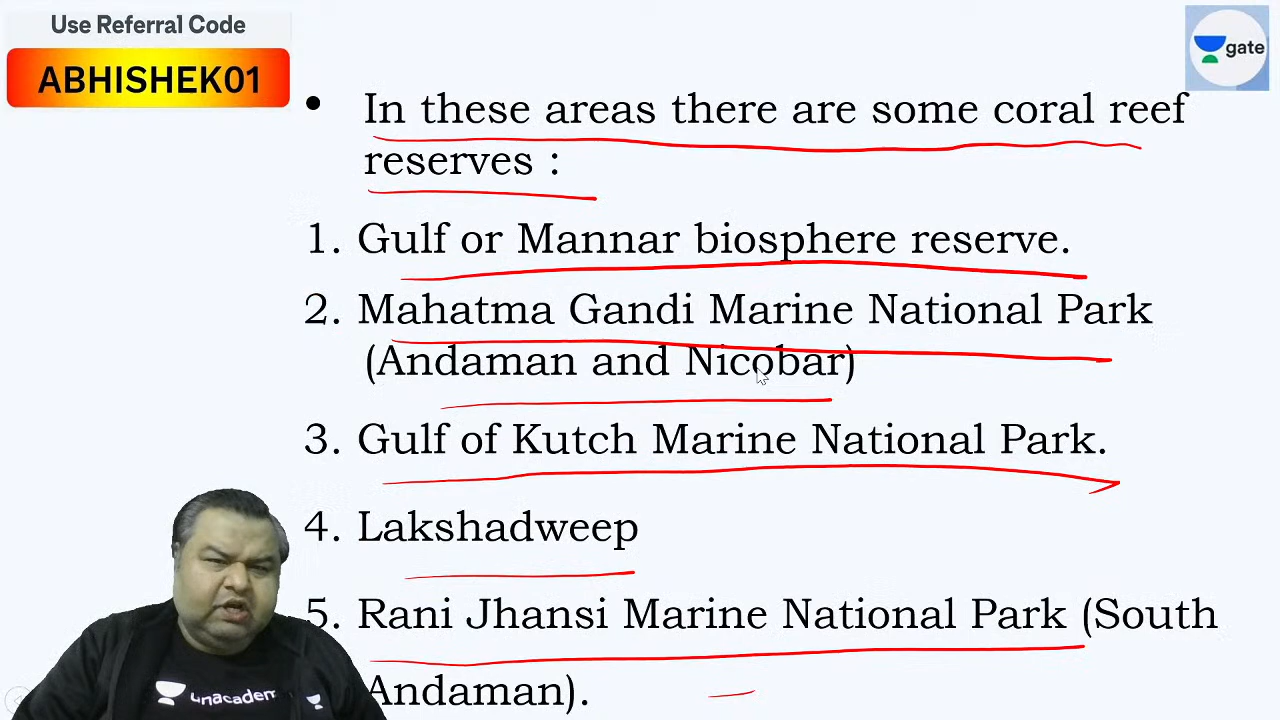 Use Referral Code
ABHISHEK01
gate
• In these areas there are some coral reef
reserves :
1. Gulf or Mannar biosphere reserve.
2. Mahatma Gandi Marine National Park
(Andaman and Nicobar)
3. Gulf of Kutch Marine National Park.
4. Lakshadweep
5. Rani Jhansi Marine National Park (South
Andaman).
unacadem